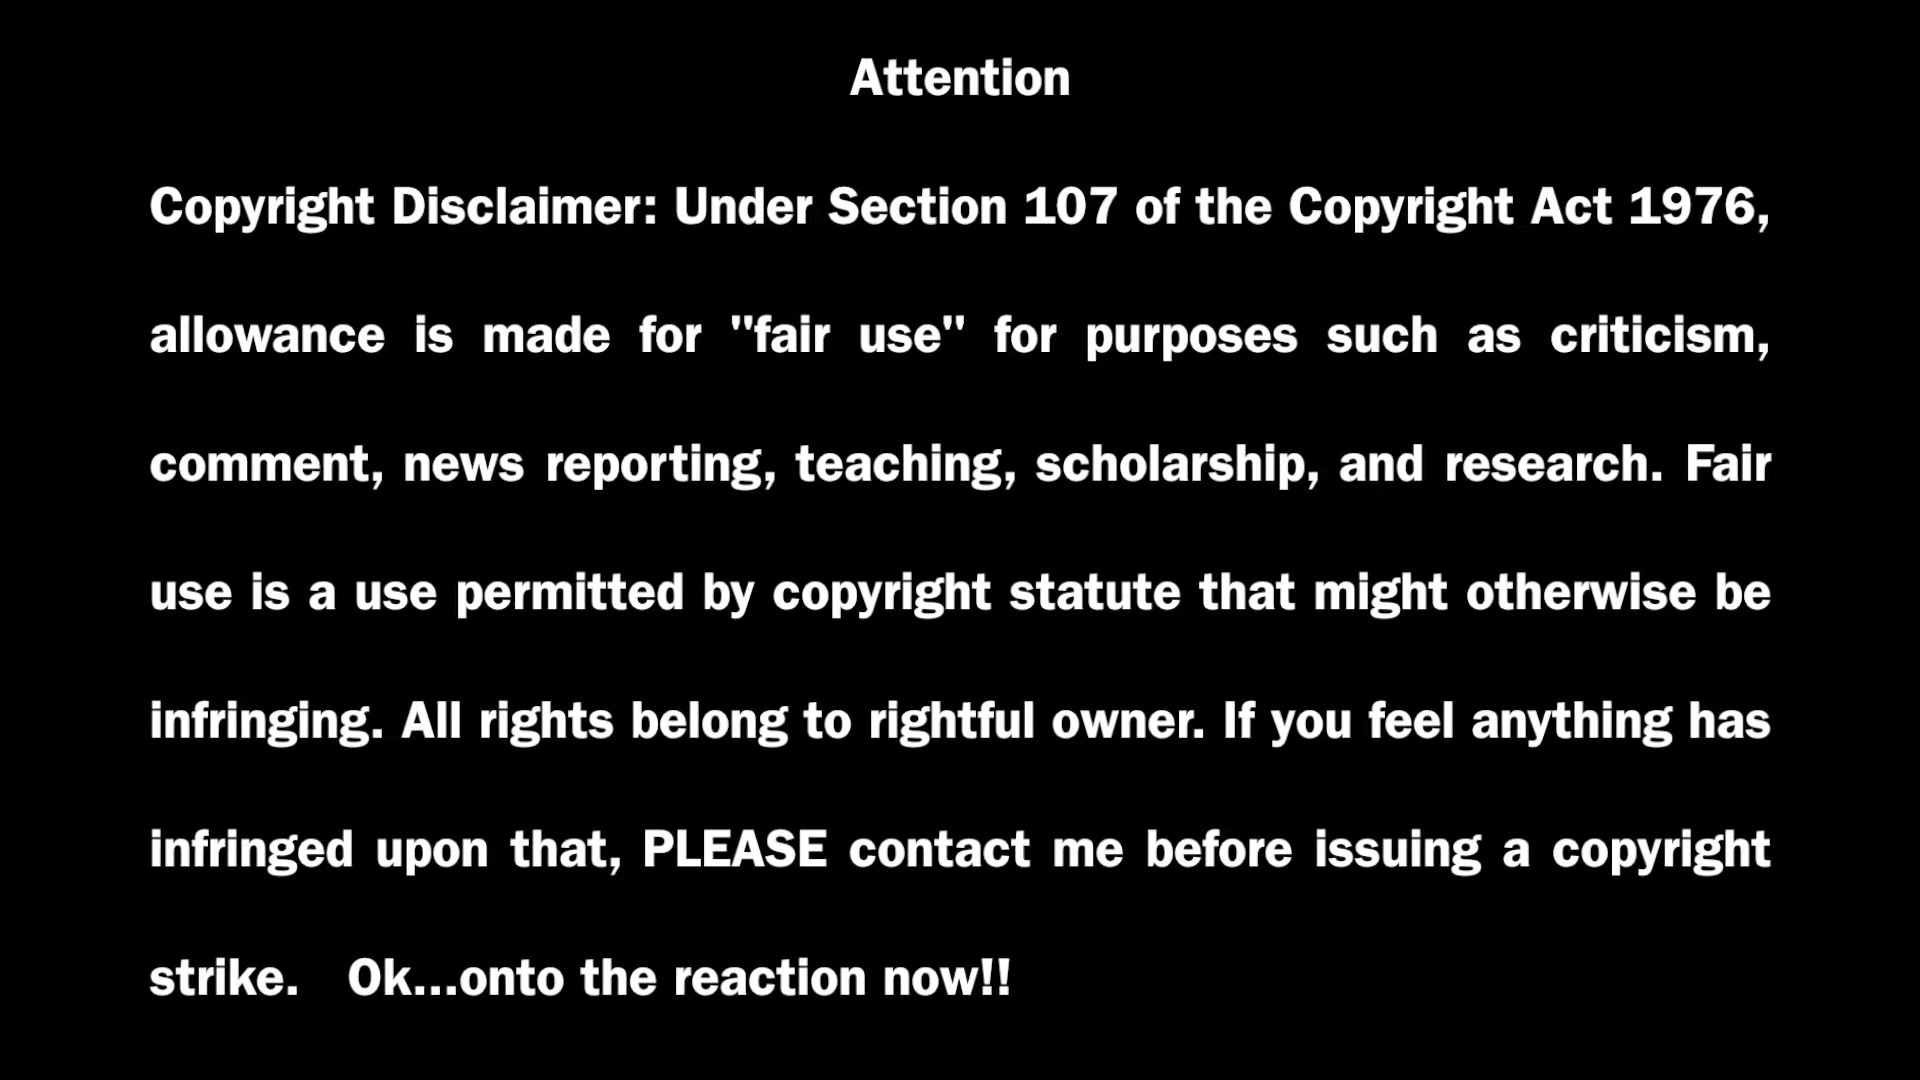 Attention
Copyright Disclaimer: Under Section 107 of the Copyright Act 1976,
allowance is made for "fair use" for purposes such as criticism,
comment, news reporting, teaching, scholarship, and research. Fair
use is a use permitted by copyright statute that might otherwise be
infringing. All rights belong to rightful owner. If you feel anything has
infringed upon that, PLEASE contact me before issuing a copyright
strike. Ok...onto the reaction now!!